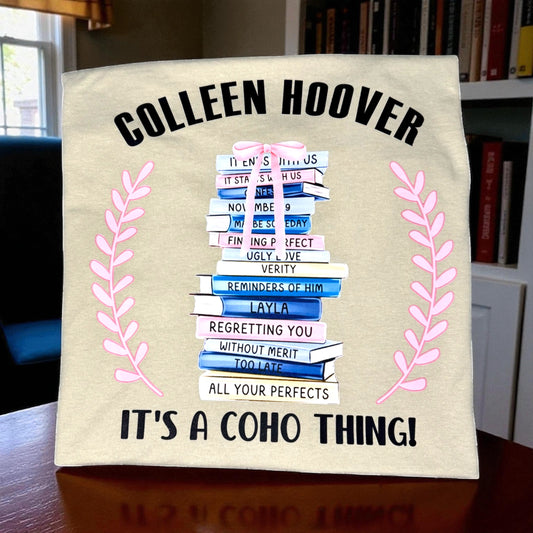 COLLEEN HOOVER
IT ENDS WITH US
IT STARTS WITH US
CONFESS
NOVEMBER 9
MAYBE SOMEDAY
FINDING PERFECT
UGLY LOVE
VERITY
REMINDERS OF HIM
LAYLA
REGRETTING YOU
WITHOUT MERIT
TOO LATE
ALL YOUR PERFECTS
IT'S A COHO THING!